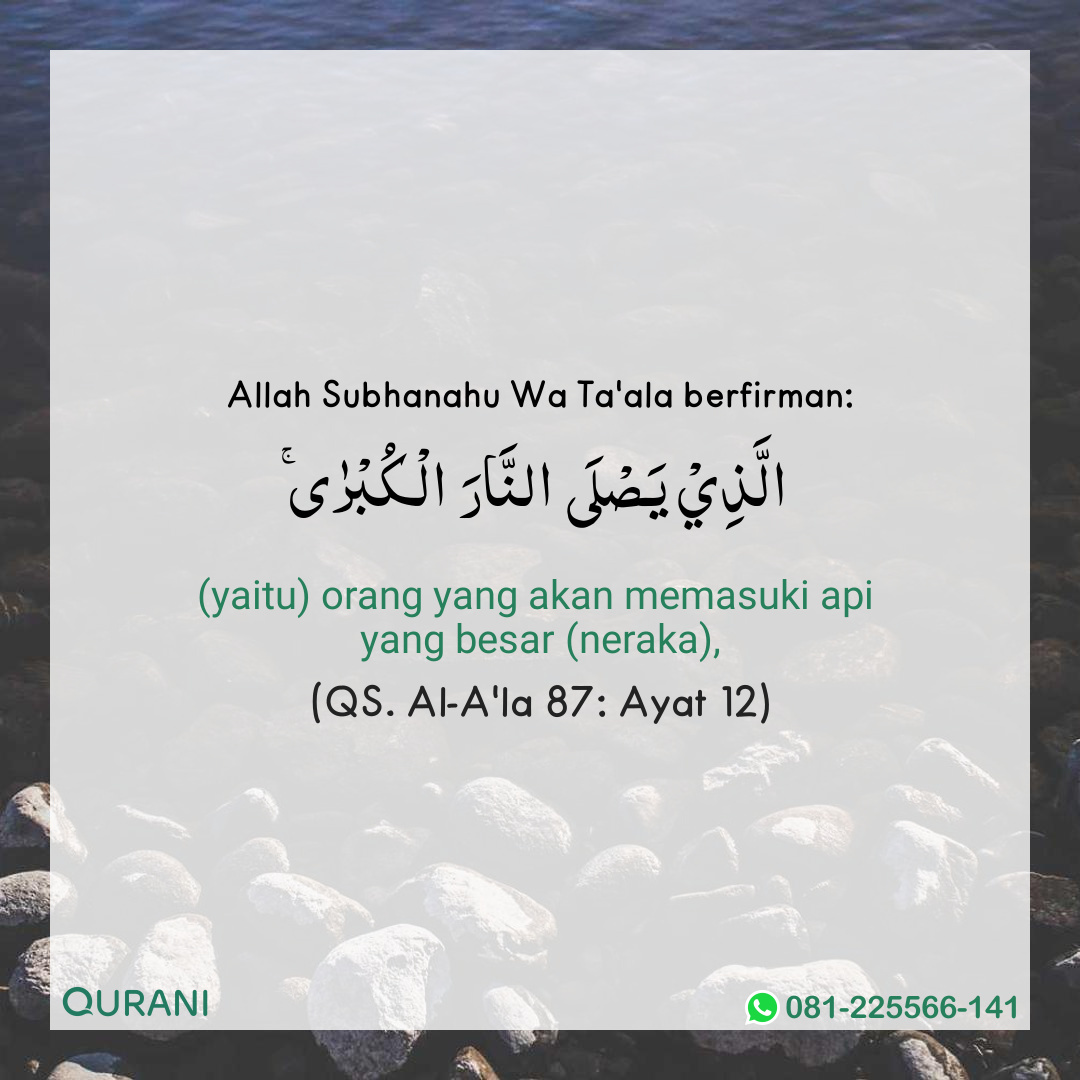 Allah Subhanahu Wa Ta'ala berfirman:
الَّذِيْ يَصْلَى النَّارَ الْكُبْرٰى ۚ
(yaitu) orang yang akan memasuki api
yang besar (neraka),
(QS. Al-A'la 87: Ayat 12)
QURANI
081-225566-141